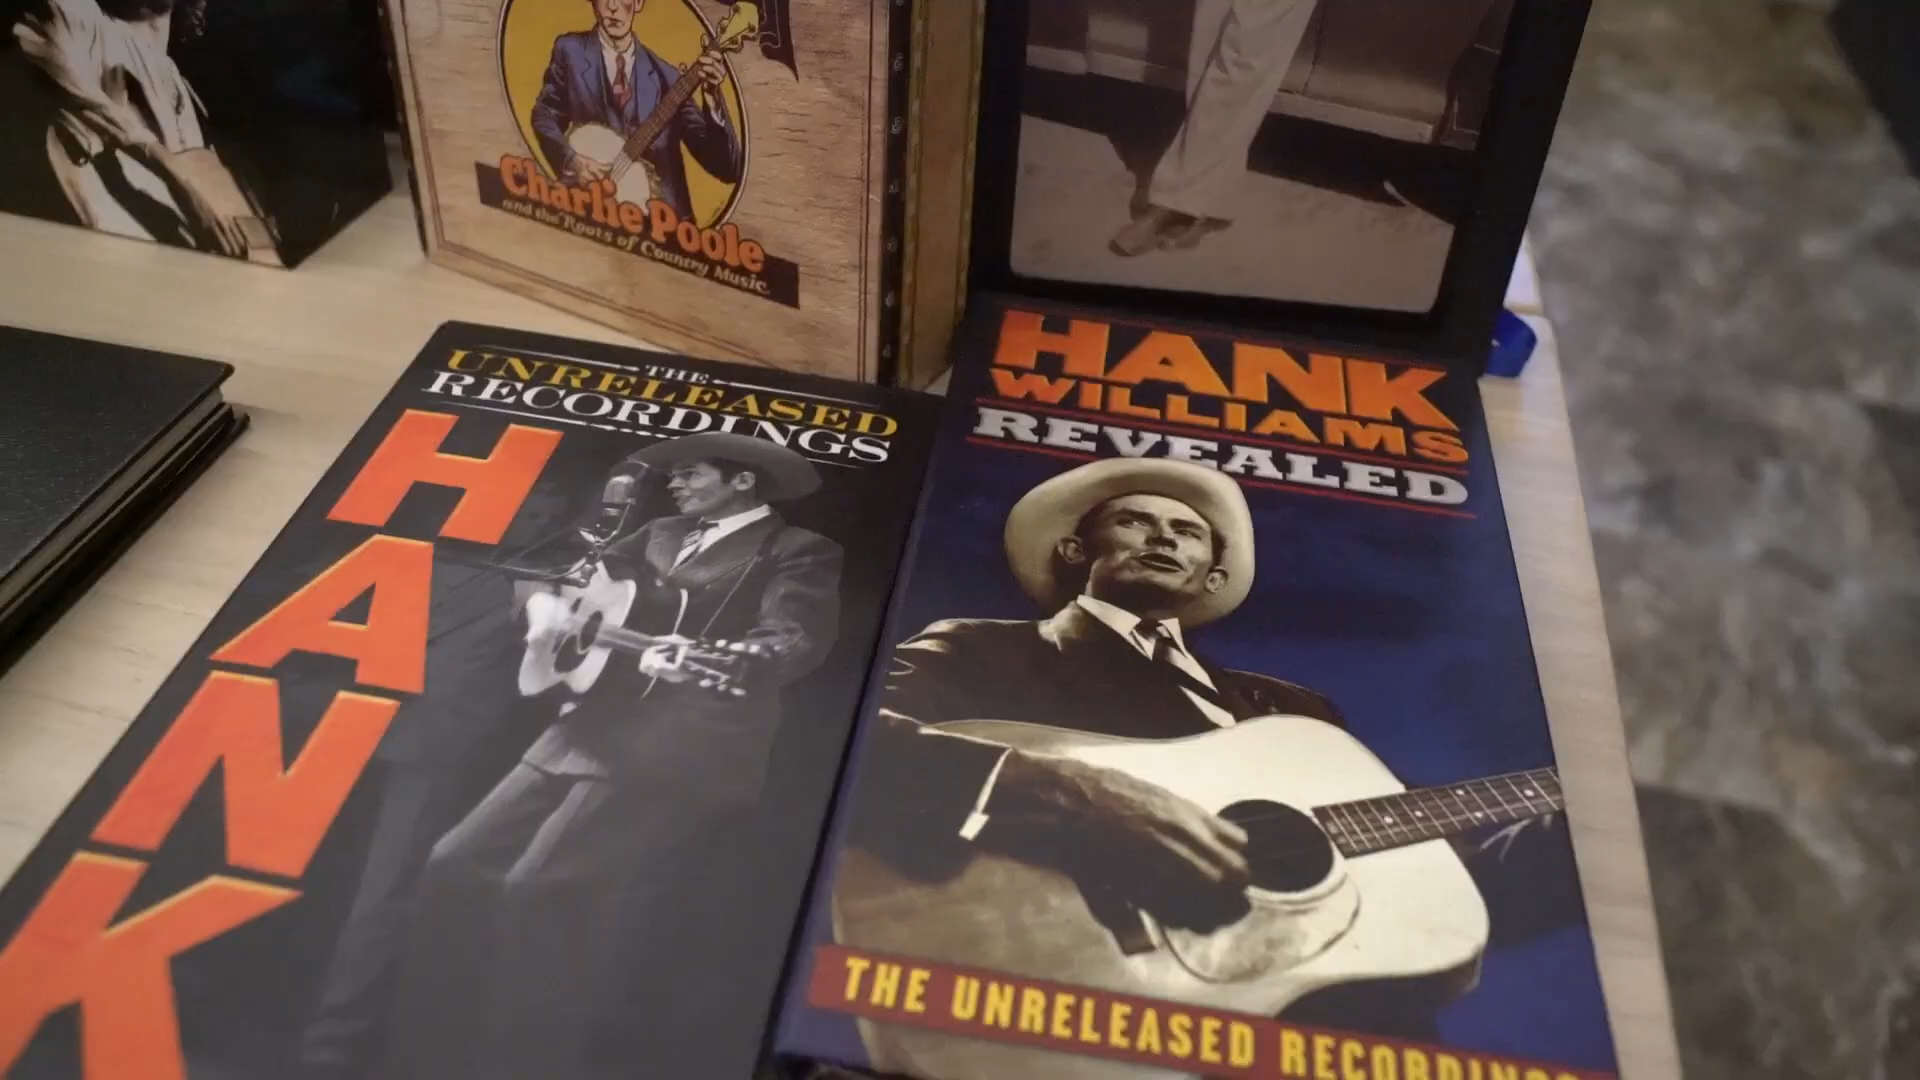 Charlie Poole
and the Roots of Country Music
THE
UNRELEASED
RECORDINGS
HANK
HANK
WILLIAMS
REVEALED
THE UNRELEASED RECORDINGS